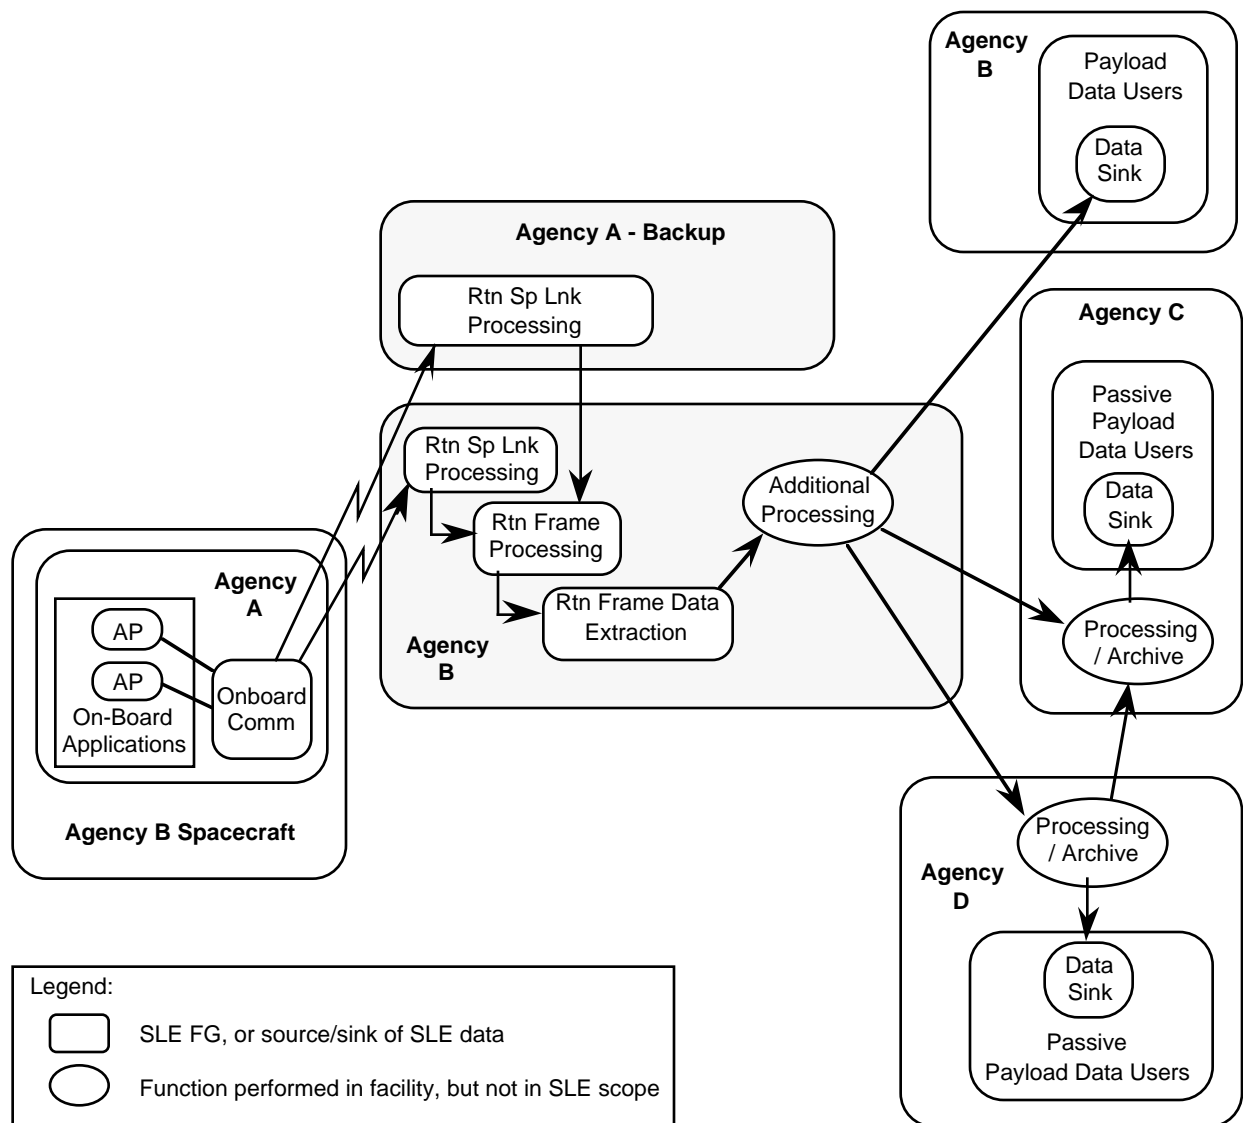 Agency
B
Payload
Data Users
Data
Sink
Agency A - Backup
Rtn Sp Lnk
Processing
Agency C
Passive
Payload
Data Users
Data
Sink
Processing
/ Archive
Rtn Sp Lnk
Processing
Rtn Frame
Processing
Rtn Frame Data
Extraction
Additional
Processing
Agency
B
Agency
A
AP
AP
On-Board
Applications
Onboard
Comm
Agency B Spacecraft
Processing
/ Archive
Agency
D
Data
Sink
Passive
Payload Data Users
Legend:
SLE FG, or source/sink of SLE data
Function performed in facility, but not in SLE scope